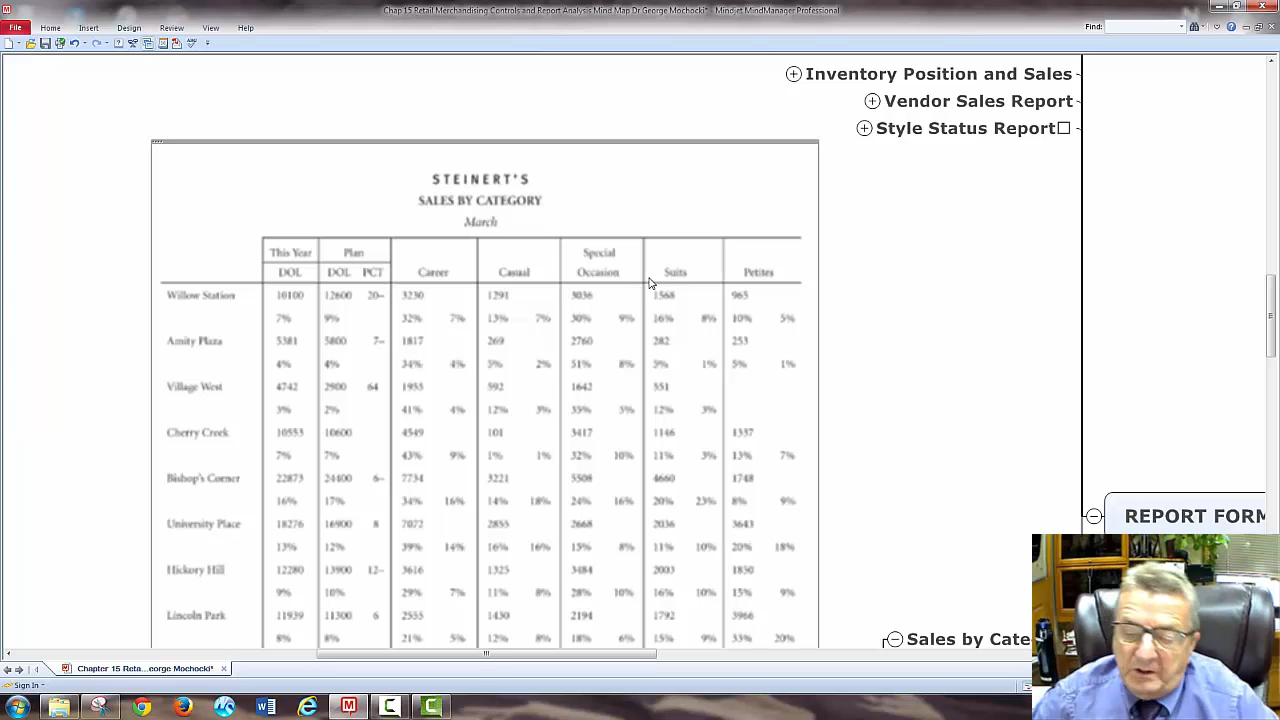 Chap 15 Retail Merchandising Controls and Report Analysis Mind Map Dr George Mochocki* - Mindjet MindManager Professional
File Home Insert Design Review View Help Find:
Inventory Position and Sales
Vendor Sales Report
Style Status Report
STEINERT'S
SALES BY CATEGORY
March
This Year Plan Special
DOL DOL PCT Career Casual Occasion Suits Petites
Willow Station 10100 12600 20– 3230 1291 3036 1568 965
7% 9% 32% 7% 13% 7% 30% 9% 16% 8% 10% 5%
Amity Plaza 5381 5800 7– 1817 269 2760 282 253
4% 4% 34% 4% 5% 2% 51% 8% 5% 1% 5% 1%
Village West 4742 2900 64 1955 592 1642 551
3% 2% 41% 4% 12% 3% 35% 5% 12% 3%
Cherry Creek 10553 10600 4549 101 3417 1146 1337
7% 7% 43% 9% 1% 1% 32% 10% 11% 3% 13% 7%
Bishop's Corner 22873 24400 6– 7734 3221 5508 4660 1748
16% 17% 34% 16% 14% 18% 24% 16% 20% 23% 8% 9%
University Place 18276 16900 8 7072 2855 2668 2036 3643
13% 12% 39% 14% 16% 16% 15% 8% 11% 10% 20% 18%
Hickory Hill 12280 13900 12– 3616 1325 3484 2003 1850
9% 10% 29% 7% 11% 8% 28% 10% 16% 10% 15% 9%
Lincoln Park 11939 11300 6 2555 1430 2194 1792 3966
8% 8% 21% 5% 12% 8% 18% 6% 15% 9% 33% 20%
REPORT FORM
Sales by Cate
Chapter 15 Reta...eorge Mochocki*
Sign In